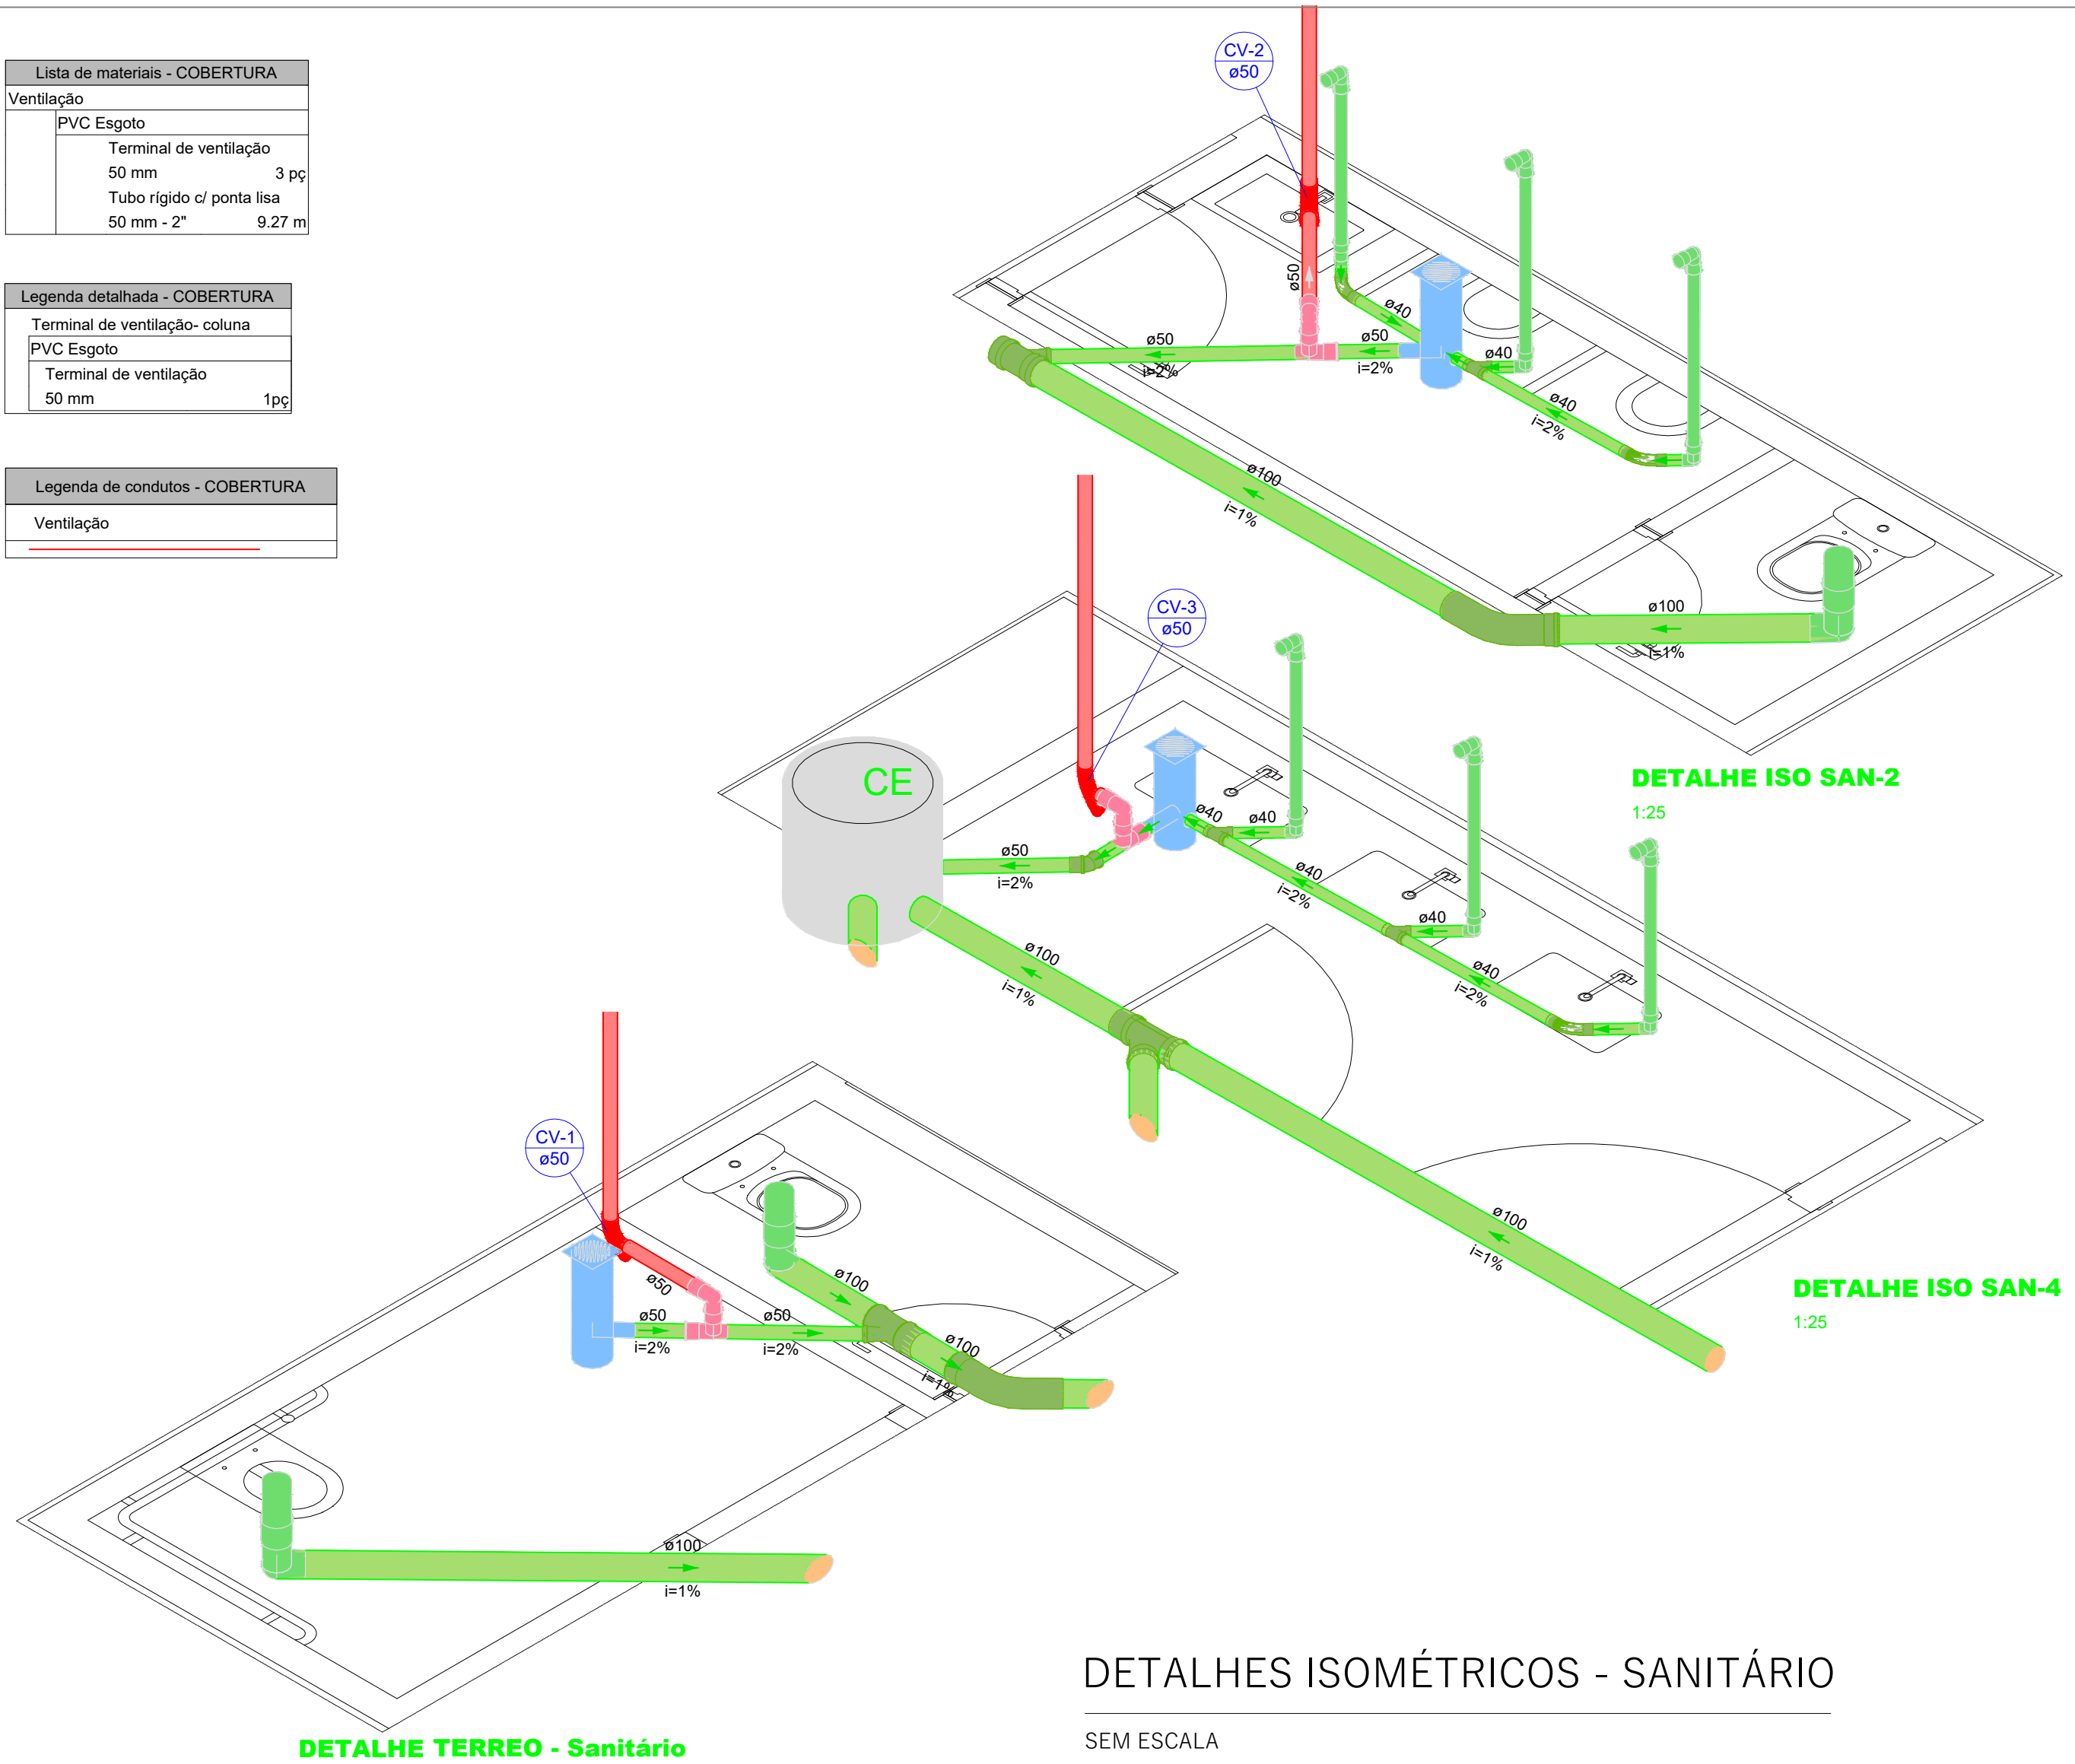 Lista de materiais - COBERTURA
Ventilação
PVC Esgoto
Terminal de ventilação
50 mm 3 pç
Tubo rígido c/ ponta lisa
50 mm - 2" 9.27 m
Legenda detalhada - COBERTURA
Terminal de ventilação- coluna
PVC Esgoto
Terminal de ventilação
50 mm 1pç
Legenda de condutos - COBERTURA
Ventilação
CV-2
ø50
ø50
ø40
ø50
i=2%
ø50
i=2%
ø40
ø40
i=2%
ø100
i=1%
ø100
i=1%
DETALHE ISO SAN-2
1:25
CV-3
ø50
CE
ø50
i=2%
ø40
ø40
ø40
i=2%
ø40
ø40
i=2%
ø100
i=1%
ø100
i=1%
DETALHE ISO SAN-4
1:25
CV-1
ø50
ø50
ø50
i=2%
ø50
i=2%
ø100
ø100
i=1%
ø100
i=1%
DETALHE TERREO - Sanitário
DETALHES ISOMÉTRICOS - SANITÁRIO
SEM ESCALA